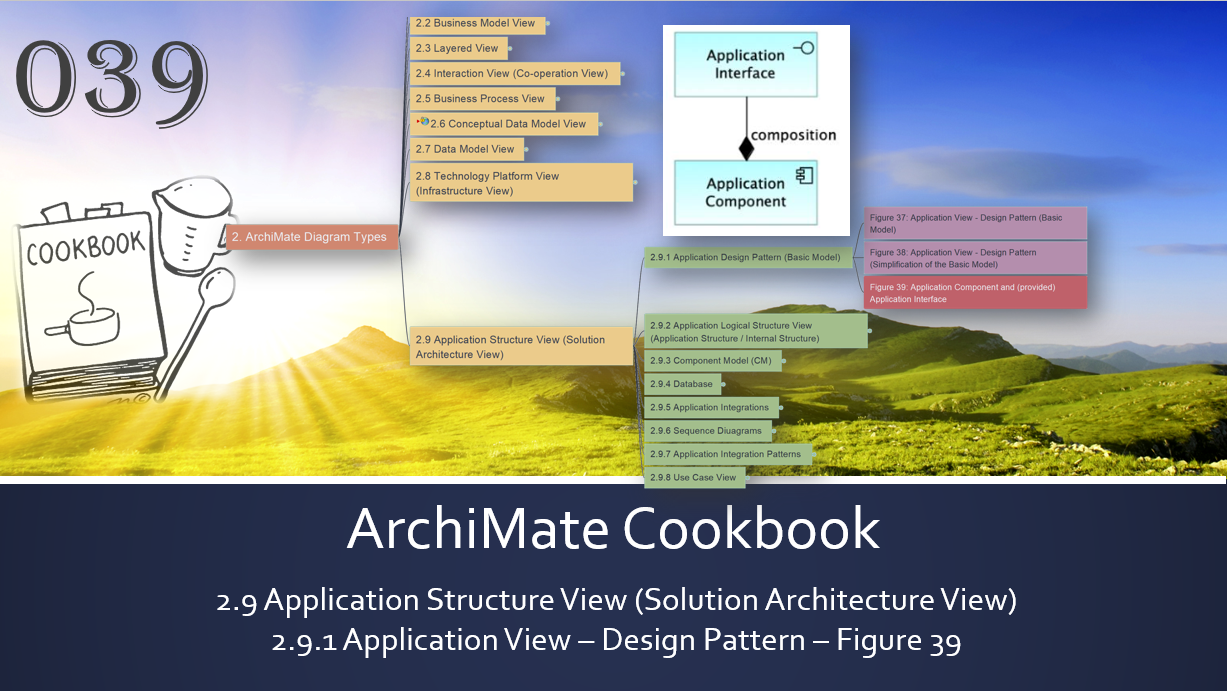 039
COOKBOOK
2. ArchiMate Diagram Types
2.2 Business Model View
2.3 Layered View
2.4 Interaction View (Co-operation View)
2.5 Business Process View
2.6 Conceptual Data Model View
2.7 Data Model View
2.8 Technology Platform View
(Infrastructure View)
2.9 Application Structure View (Solution
Architecture View)
Application
Interface
composition
Application
Component
2.9.1 Application Design Pattern (Basic Model)
Figure 37: Application View - Design Pattern (Basic
Model)
Figure 38: Application View - Design Pattern
(Simplification of the Basic Model)
Figure 39: Application Component and (provided)
Application Interface
2.9.2 Application Logical Structure View
(Application Structure / Internal Structure)
2.9.3 Component Model (CM)
2.9.4 Database
2.9.5 Application Integrations
2.9.6 Sequence Diuagrams
2.9.7 Application Integration Patterns
2.9.8 Use Case View
ArchiMate Cookbook
2.9 Application Structure View (Solution Architecture View)
2.9.1 Application View – Design Pattern – Figure 39